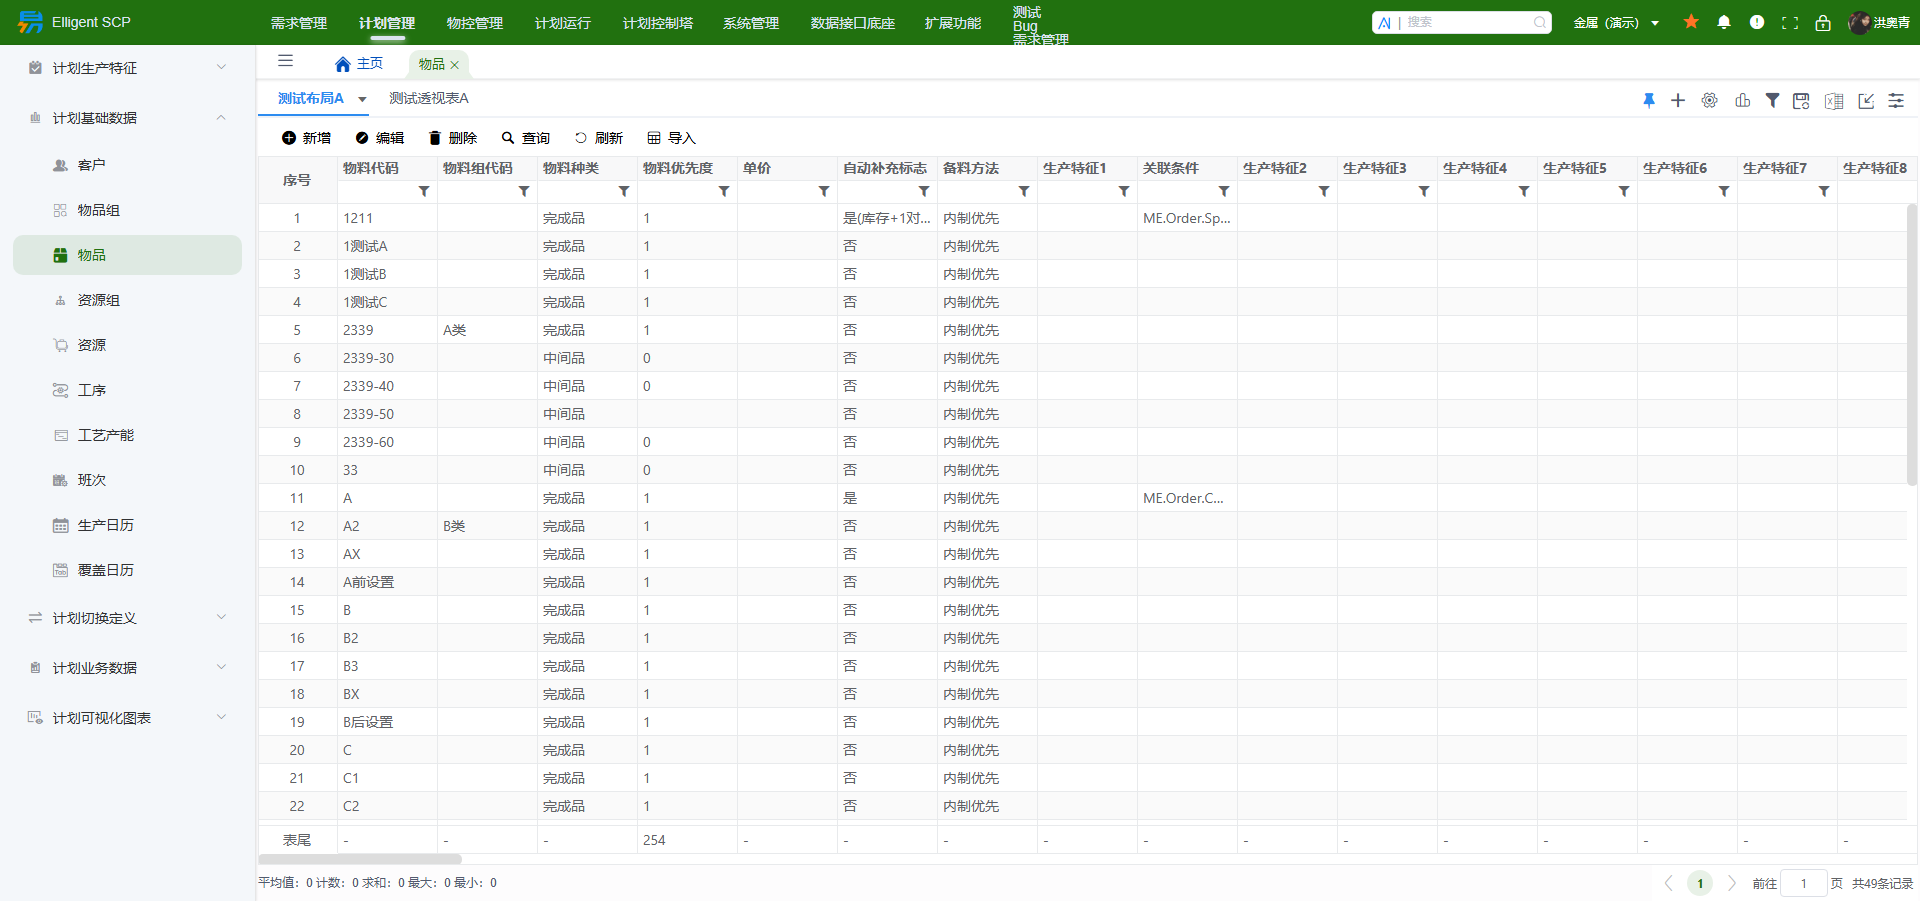 Elligent SCP 需求管理 计划管理 物控管理 计划运行 计划控制塔 系统管理 数据接口底座 扩展功能 测试 Bug 需求管理 AI | 搜索 金属 (演示) 洪奥青
计划生产特征
计划基础数据
客户
物品组
物品
资源组
资源
工序
工艺产能
班次
生产日历
覆盖日历
计划切换定义
计划业务数据
计划可视化图表
主页 物品
测试布局A 测试透视表A
新增 编辑 删除 查询 刷新 导入
序号 物料代码 物料组代码 物料种类 物料优先度 单价 自动补充标志 备料方法 生产特征1 关联条件 生产特征2 生产特征3 生产特征4 生产特征5 生产特征6 生产特征7 生产特征8
1 1211 完成品 1 是(库存+1对... 内制优先 ME.Order.Sp...
2 1测试A 完成品 1 否 内制优先
3 1测试B 完成品 1 否 内制优先
4 1测试C 完成品 1 否 内制优先
5 2339 A类 完成品 1 否 内制优先
6 2339-30 中间品 0 否 内制优先
7 2339-40 中间品 0 否 内制优先
8 2339-50 中间品 否 内制优先
9 2339-60 中间品 0 否 内制优先
10 33 中间品 0 否 内制优先
11 A 完成品 1 是 内制优先 ME.Order.C...
12 A2 B类 完成品 1 否 内制优先
13 AX 完成品 1 否 内制优先
14 A前设置 完成品 1 否 内制优先
15 B 完成品 1 否 内制优先
16 B2 完成品 1 否 内制优先
17 B3 完成品 1 否 内制优先
18 BX 完成品 1 否 内制优先
19 B后设置 完成品 1 否 内制优先
20 C 完成品 1 否 内制优先
21 C1 完成品 1 否 内制优先
22 C2 完成品 1 否 内制优先
表尾 - - - 254 - - - - - - - - - - - -
平均值：0 计数：0 求和：0 最大：0 最小：0 1 前往 1 页 共49条记录